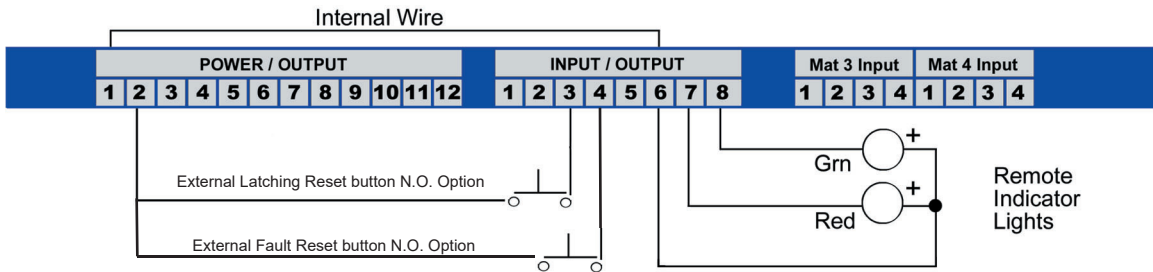 Internal Wire
POWER / OUTPUT INPUT / OUTPUT Mat 3 Input Mat 4 Input
1 2 3 4 5 6 7 8 9 10 11 12 1 2 3 4 5 6 7 8 1 2 3 4 1 2 3 4
+
Grn
External Latching Reset button N.O. Option
+
Red
Remote
Indicator
Lights
External Fault Reset button N.O. Option